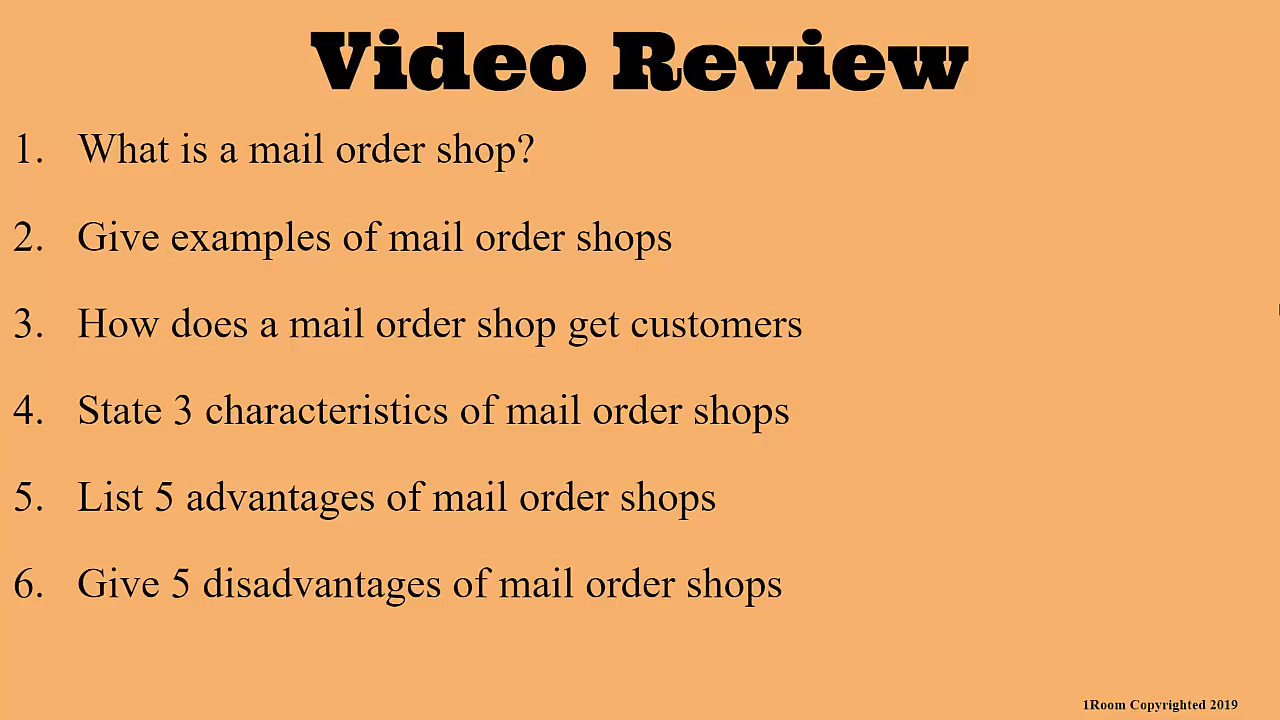 Video Review
1. What is a mail order shop?
2. Give examples of mail order shops
3. How does a mail order shop get customers
4. State 3 characteristics of mail order shops
5. List 5 advantages of mail order shops
6. Give 5 disadvantages of mail order shops
1Room Copyrighted 2019